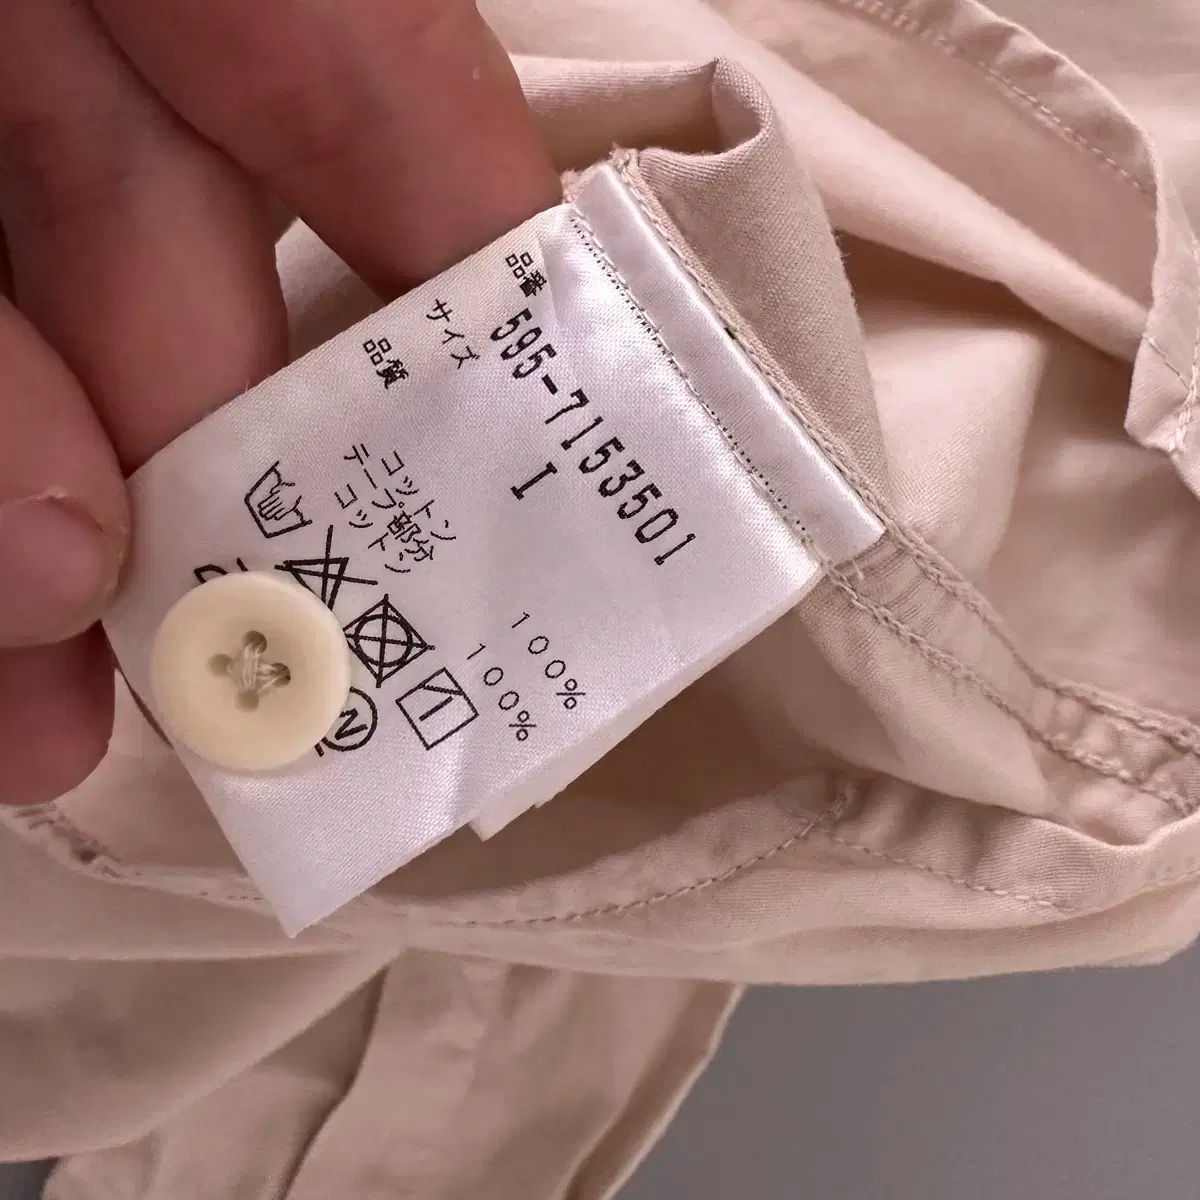 品番 595-7153501
サイズ I
品質
コットン 100%
テープ部分
コットン 100%